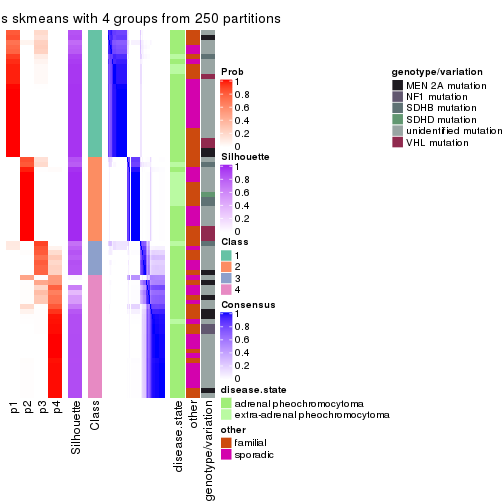 s skmeans with 4 groups from 250 partitions
Prob
1
0.8
0.6
0.4
0.2
0
Silhouette
1
0.8
0.6
0.4
0.2
0
Class
1
2
3
4
Consensus
1
0.8
0.6
0.4
0.2
0
disease.state
adrenal pheochromocytoma
extra-adrenal pheochromocytoma
other
familial
sporadic
genotype/variation
MEN 2A mutation
NF1 mutation
SDHB mutation
SDHD mutation
unidentified mutation
VHL mutation
p1
p2
p3
p4
Silhouette
Class
disease.state
other
genotype/variation